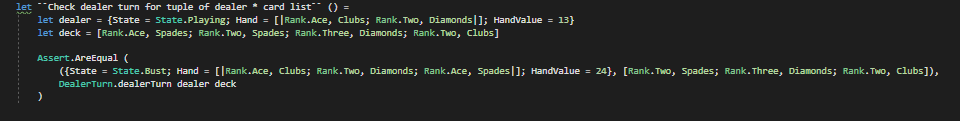 let ``Check dealer turn for tuple of dealer * card list`` () =
let dealer = {State = State.Playing; Hand = [|Rank.Ace, Clubs; Rank.Two, Diamonds|]; HandValue = 13}
let deck = [Rank.Ace, Spades; Rank.Two, Spades; Rank.Three, Diamonds; Rank.Two, Clubs]
Assert.AreEqual (
({State = State.Bust; Hand = [|Rank.Ace, Clubs; Rank.Two, Diamonds; Rank.Ace, Spades|]; HandValue = 24}, [Rank.Two, Spades; Rank.Three, Diamonds; Rank.Two, Clubs]),
DealerTurn.dealerTurn dealer deck
)